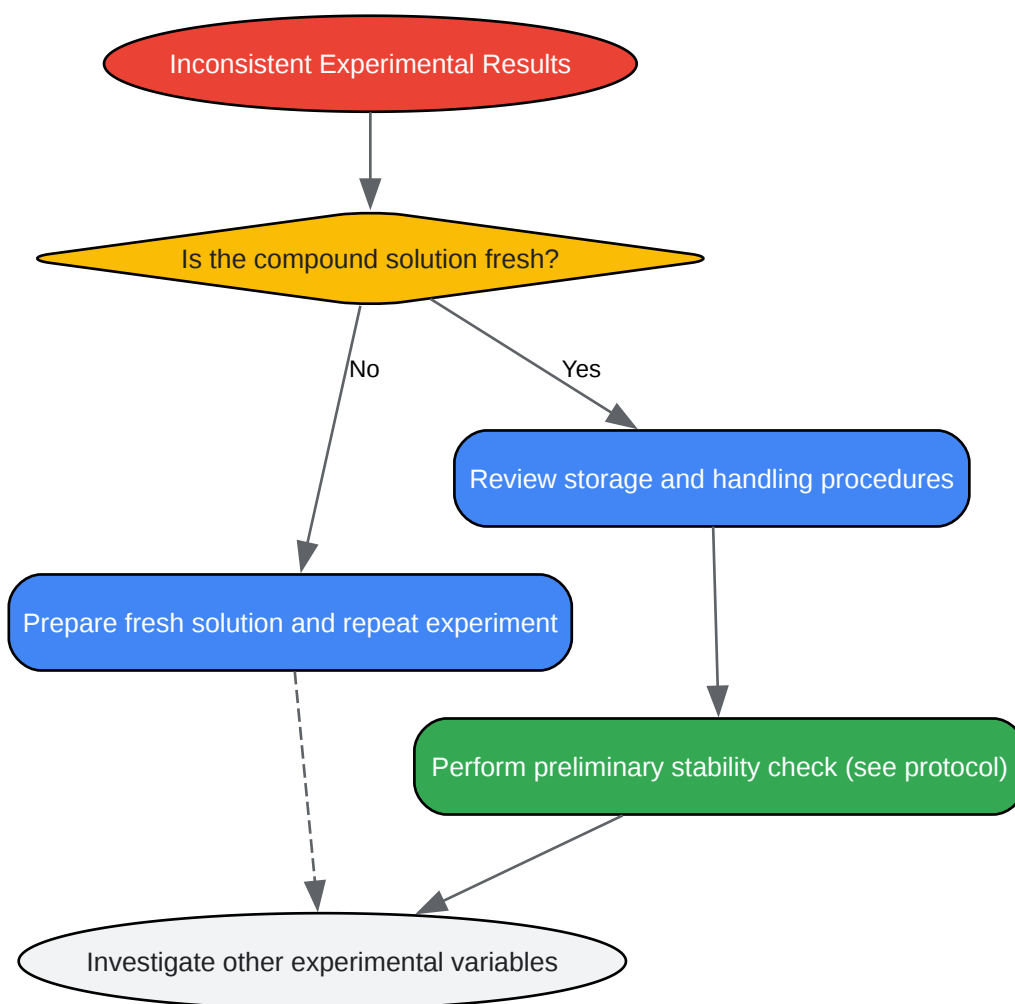 Inconsistent Experimental Results
Is the compound solution fresh?
No
Yes
Review storage and handling procedures
Prepare fresh solution and repeat experiment
Perform preliminary stability check (see protocol)
Investigate other experimental variables